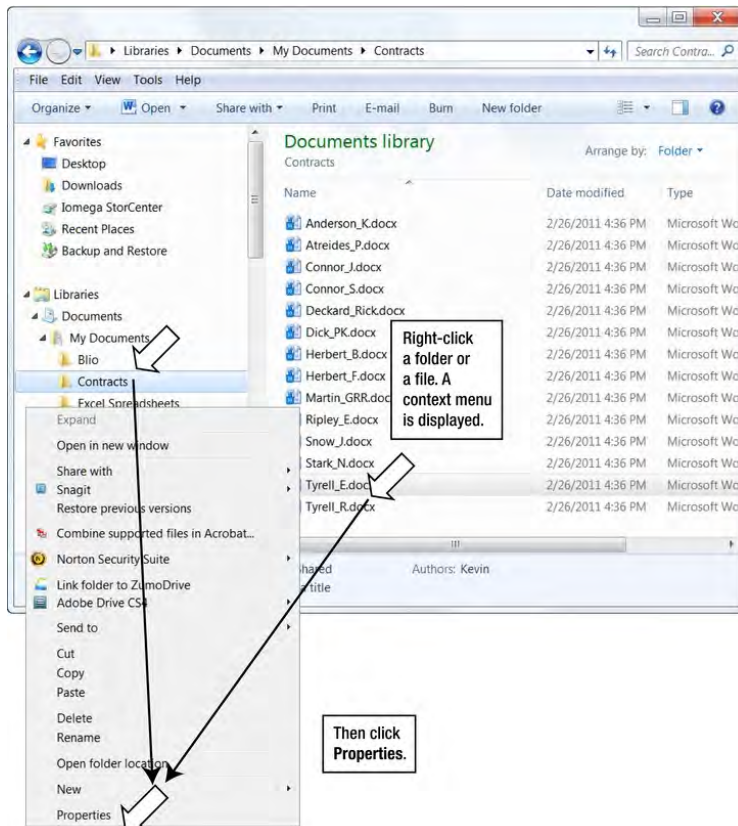 Libraries ▸ Documents ▸ My Documents ▸ Contracts
Search Contra...
File Edit View Tools Help
Organize Open Share with Print E-mail Burn New folder
Favorites
Desktop
Downloads
Iomega StorCenter
Recent Places
Backup and Restore
Libraries
Documents
My Documents
Blio
Contracts
Excel Spreadsheets
Documents library
Contracts
Arrange by: Folder
Name Date modified Type
Anderson_K.docx 2/26/2011 4:36 PM Microsoft Wo
Atreides_P.docx 2/26/2011 4:36 PM Microsoft Wo
Connor_J.docx 2/26/2011 4:36 PM Microsoft Wo
Connor_S.docx 2/26/2011 4:36 PM Microsoft Wo
Deckard_Rick.docx 2/26/2011 4:36 PM Microsoft Wo
Dick_PK.docx 2/26/2011 4:36 PM Microsoft Wo
Herbert_B.docx 2/26/2011 4:36 PM Microsoft Wo
Herbert_F.docx 2/26/2011 4:36 PM Microsoft Wo
Martin_GRR.doc 2/26/2011 4:36 PM Microsoft Wo
Ripley_E.docx 2/26/2011 4:36 PM Microsoft Wo
Snow_J.docx 2/26/2011 4:36 PM Microsoft Wo
Stark_N.docx 2/26/2011 4:36 PM Microsoft Wo
Tyrell_E.docx 2/26/2011 4:36 PM Microsoft Wo
Tyrell_R.docx 2/26/2011 4:36 PM Microsoft Wo
Right-click
a folder or
a file. A
context menu
is displayed.
Shared Authors: Kevin
title
Expand
Open in new window
Share with
Snagit
Restore previous versions
Combine supported files in Acrobat...
Norton Security Suite
Link folder to ZumoDrive
Adobe Drive CS4
Send to
Cut
Copy
Paste
Delete
Rename
Open folder location
New
Properties
Then click
Properties.